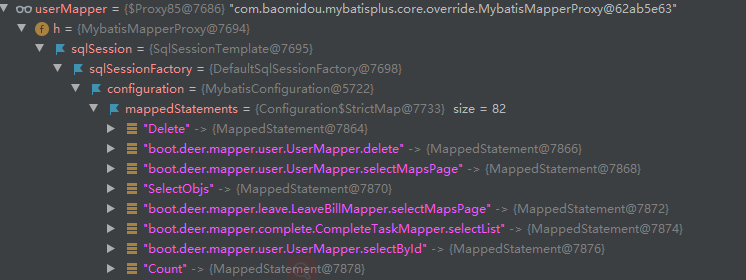 userMapper = {$Proxy85@7686} "com.baomidou.mybatisplus.core.override.MybatisMapperProxy@62ab5e63"
f h = {MybatisMapperProxy@7694}
sqlSession = {SqlSessionTemplate@7695}
sqlSessionFactory = {DefaultSqlSessionFactory@7698}
configuration = {MybatisConfiguration@5722}
mappedStatements = {Configuration$StrictMap@7733} size = 82
"Delete" -> {MappedStatement@7864}
"boot.deer.mapper.user.UserMapper.delete" -> {MappedStatement@7866}
"boot.deer.mapper.user.UserMapper.selectMapsPage" -> {MappedStatement@7868}
"SelectObjs" -> {MappedStatement@7870}
"boot.deer.mapper.leave.LeaveBillMapper.selectMapsPage" -> {MappedStatement@7872}
"boot.deer.mapper.complete.CompleteTaskMapper.selectList" -> {MappedStatement@7874}
"boot.deer.mapper.user.UserMapper.selectById" -> {MappedStatement@7876}
"Count" -> {MappedStatement@7878}